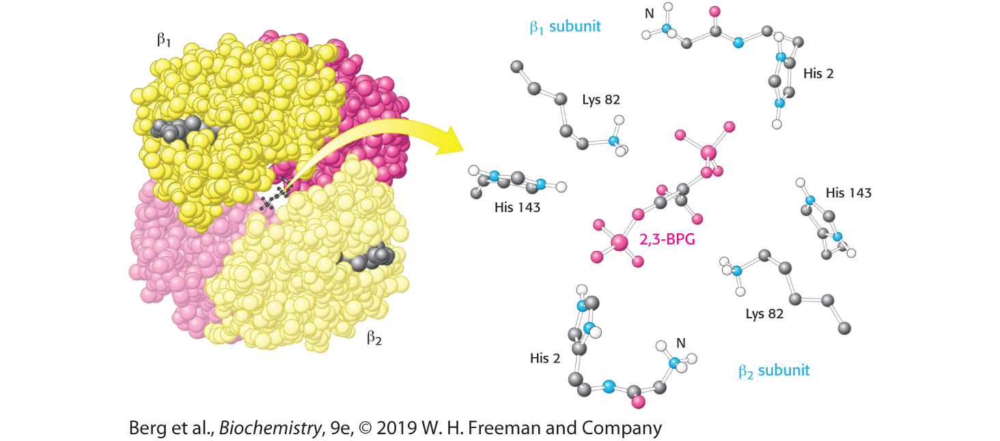 β1
β1 subunit
N
His 2
Lys 82
His 143
His 143
2,3-BPG
Lys 82
β2
His 2
N
β2 subunit
Berg et al., Biochemistry, 9e, © 2019 W. H. Freeman and Company